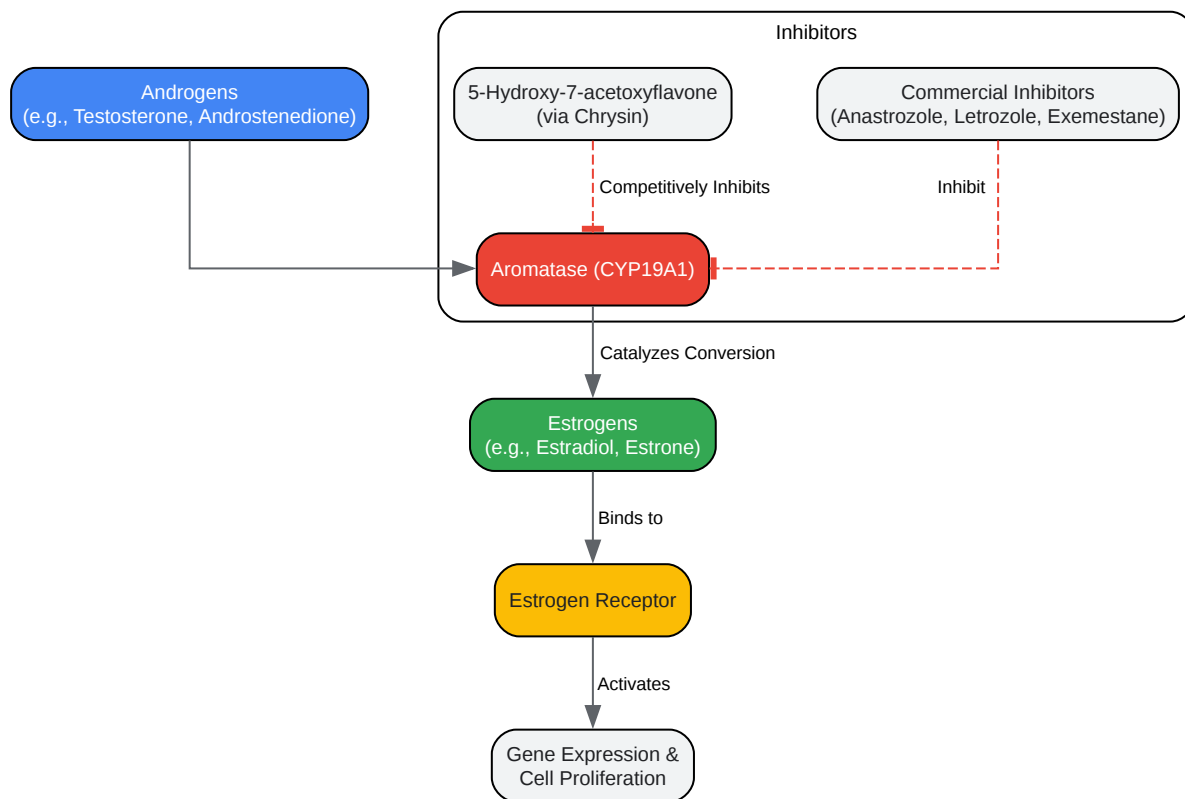 Inhibitors
Androgens
(e.g., Testosterone, Androstenedione)
5-Hydroxy-7-acetoxyflavone
(via Chrysin)
Commercial Inhibitors
(Anastrozole, Letrozole, Exemestane)
Competitively Inhibits
Inhibit
Aromatase (CYP19A1)
Catalyzes Conversion
Estrogens
(e.g., Estradiol, Estrone)
Binds to
Estrogen Receptor
Activates
Gene Expression &
Cell Proliferation